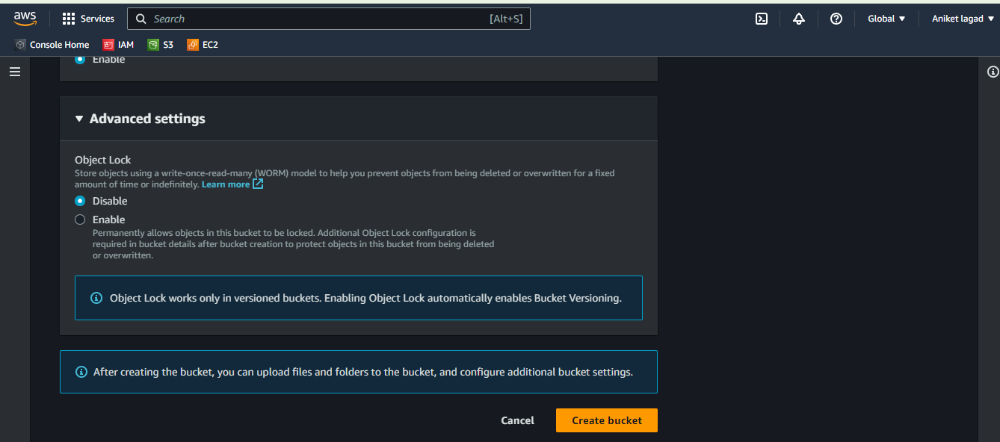 aws
Services
Search
[Alt+S]
Global
Aniket lagad
Console Home
IAM
S3
EC2
Enable
Advanced settings
Object Lock
Store objects using a write-once-read-many (WORM) model to help you prevent objects from being deleted or overwritten for a fixed
amount of time or indefinitely. Learn more
Disable
Enable
Permanently allows objects in this bucket to be locked. Additional Object Lock configuration is
required in bucket details after bucket creation to protect objects in this bucket from being deleted
or overwritten.
Object Lock works only in versioned buckets. Enabling Object Lock automatically enables Bucket Versioning.
After creating the bucket, you can upload files and folders to the bucket, and configure additional bucket settings.
Cancel
Create bucket